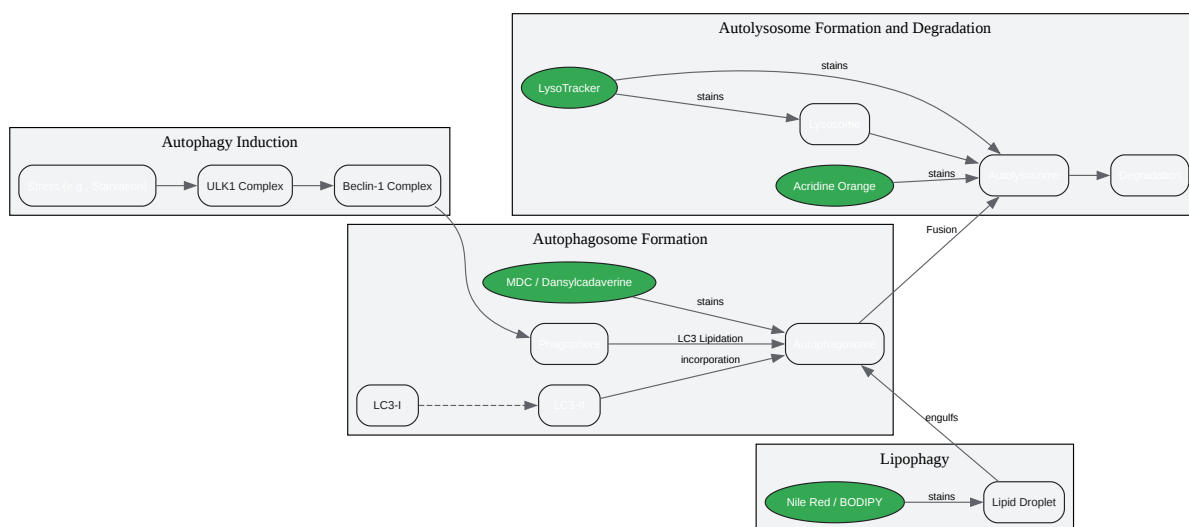 Autolysosome Formation and Degradation
stains
LysoTracker
stains
Lysosome
Acridine Orange
stains
Autolysosome
Degradation
Autophagy Induction
Stress (e.g., Starvation)
ULK1 Complex
Beclin-1 Complex
Fusion
Autophagosome Formation
MDC / Dansylcadaverine
stains
Phagophore
LC3 Lipidation
Autophagosome
incorporation
LC3-I
LC3-II
engulfs
Lipophagy
Nile Red / BODIPY
stains
Lipid Droplet